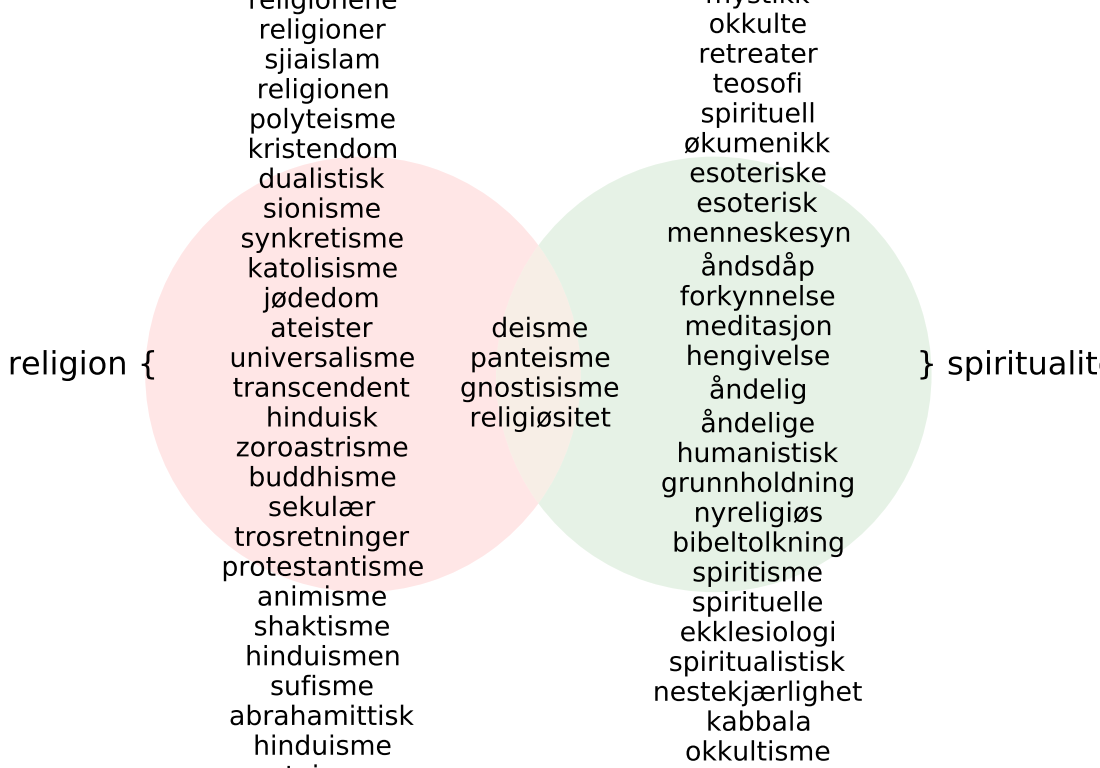 religionene
religioner
sjiaislam
religionen
polyteisme
kristendom
dualistisk
sionisme
synkretisme
katolisisme
jødedom
ateister
universalisme
transcendent
hinduisk
zoroastrisme
buddhisme
sekulær
trosretninger
protestantisme
animisme
shaktisme
hinduismen
sufisme
abrahamittisk
hinduisme
religion {
deisme
panteisme
gnostisisme
religiøsitet
mystikk
okkulte
retreater
teosofi
spirituell
økumenikk
esoteriske
esoterisk
menneskesyn
åndsdåp
forkynnelse
meditasjon
hengivelse
åndelig
åndelige
humanistisk
grunnholdning
nyreligiøs
bibeltolkning
spiritisme
spirituelle
ekklesiologi
spiritualistisk
nestekjærlighet
kabbala
okkultisme
} spiritualite